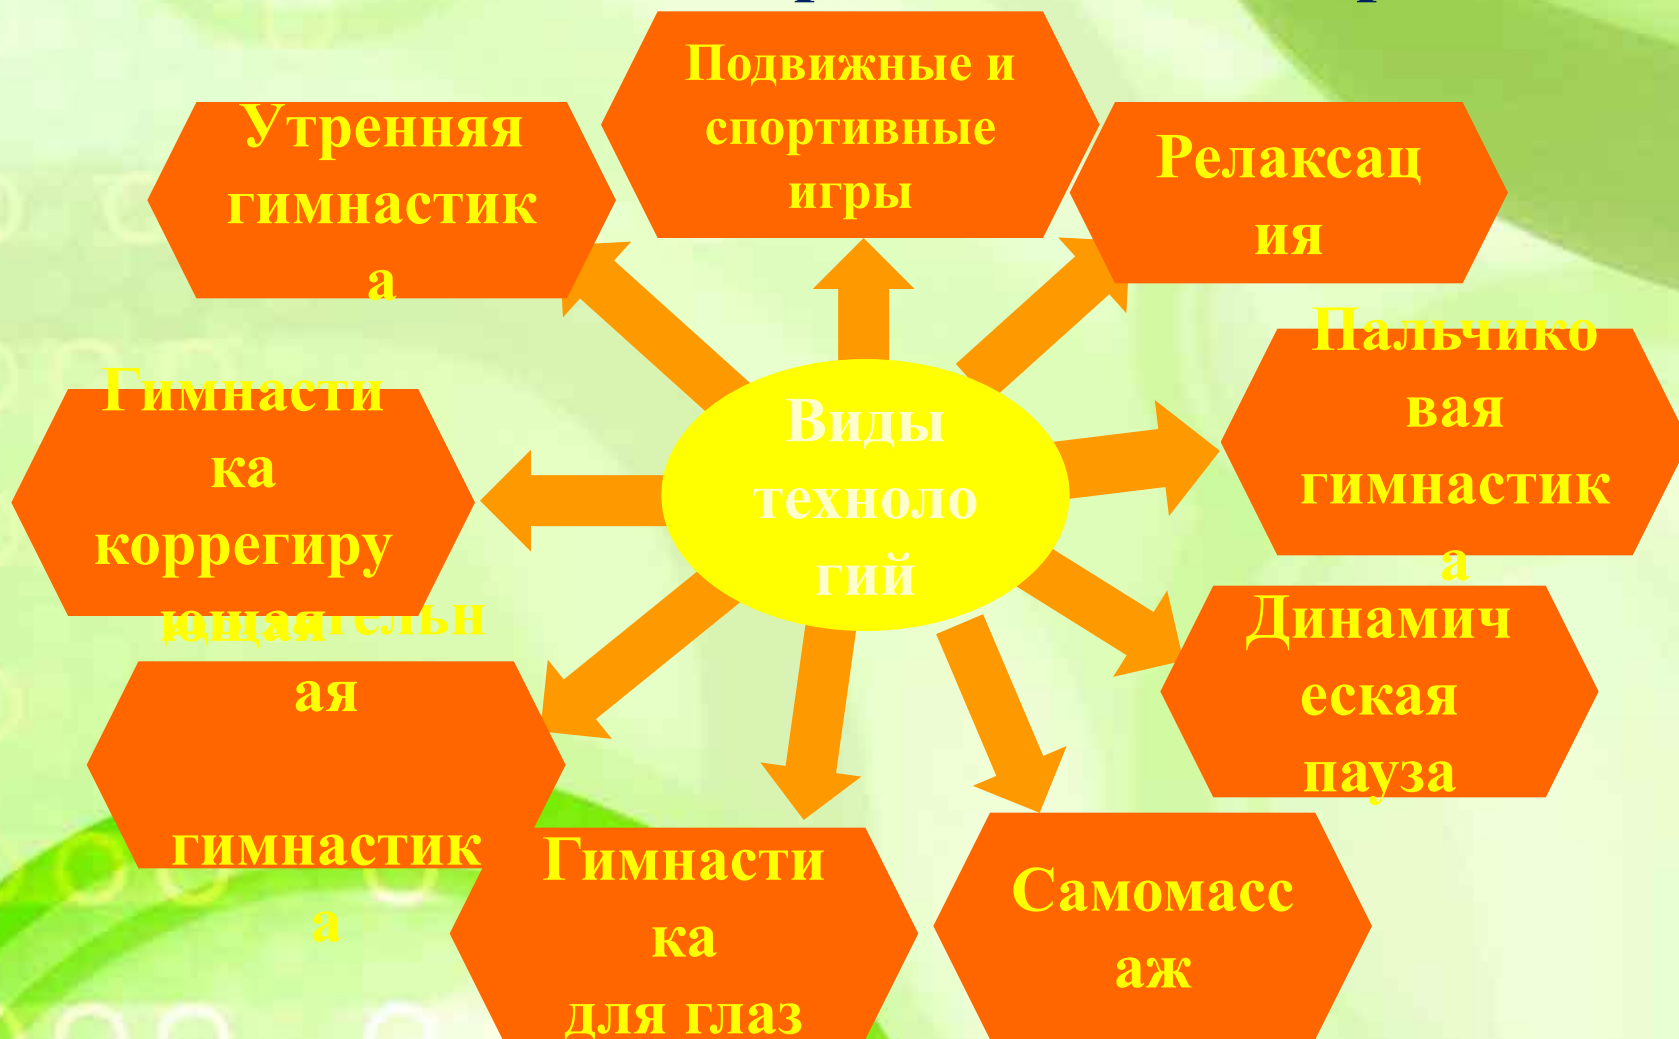 Подвижные и
спортивные
игры
Утренняя
гимнастик
а
Релаксац
ия
Пальчико
вая
гимнастик
а
Гимнасти
ка
коррегиру
ющая
Виды
техноло
гий
Динамич
еская
пауза
ая
гимнастик
а
Гимнасти
ка
для глаз
Самомасс
аж